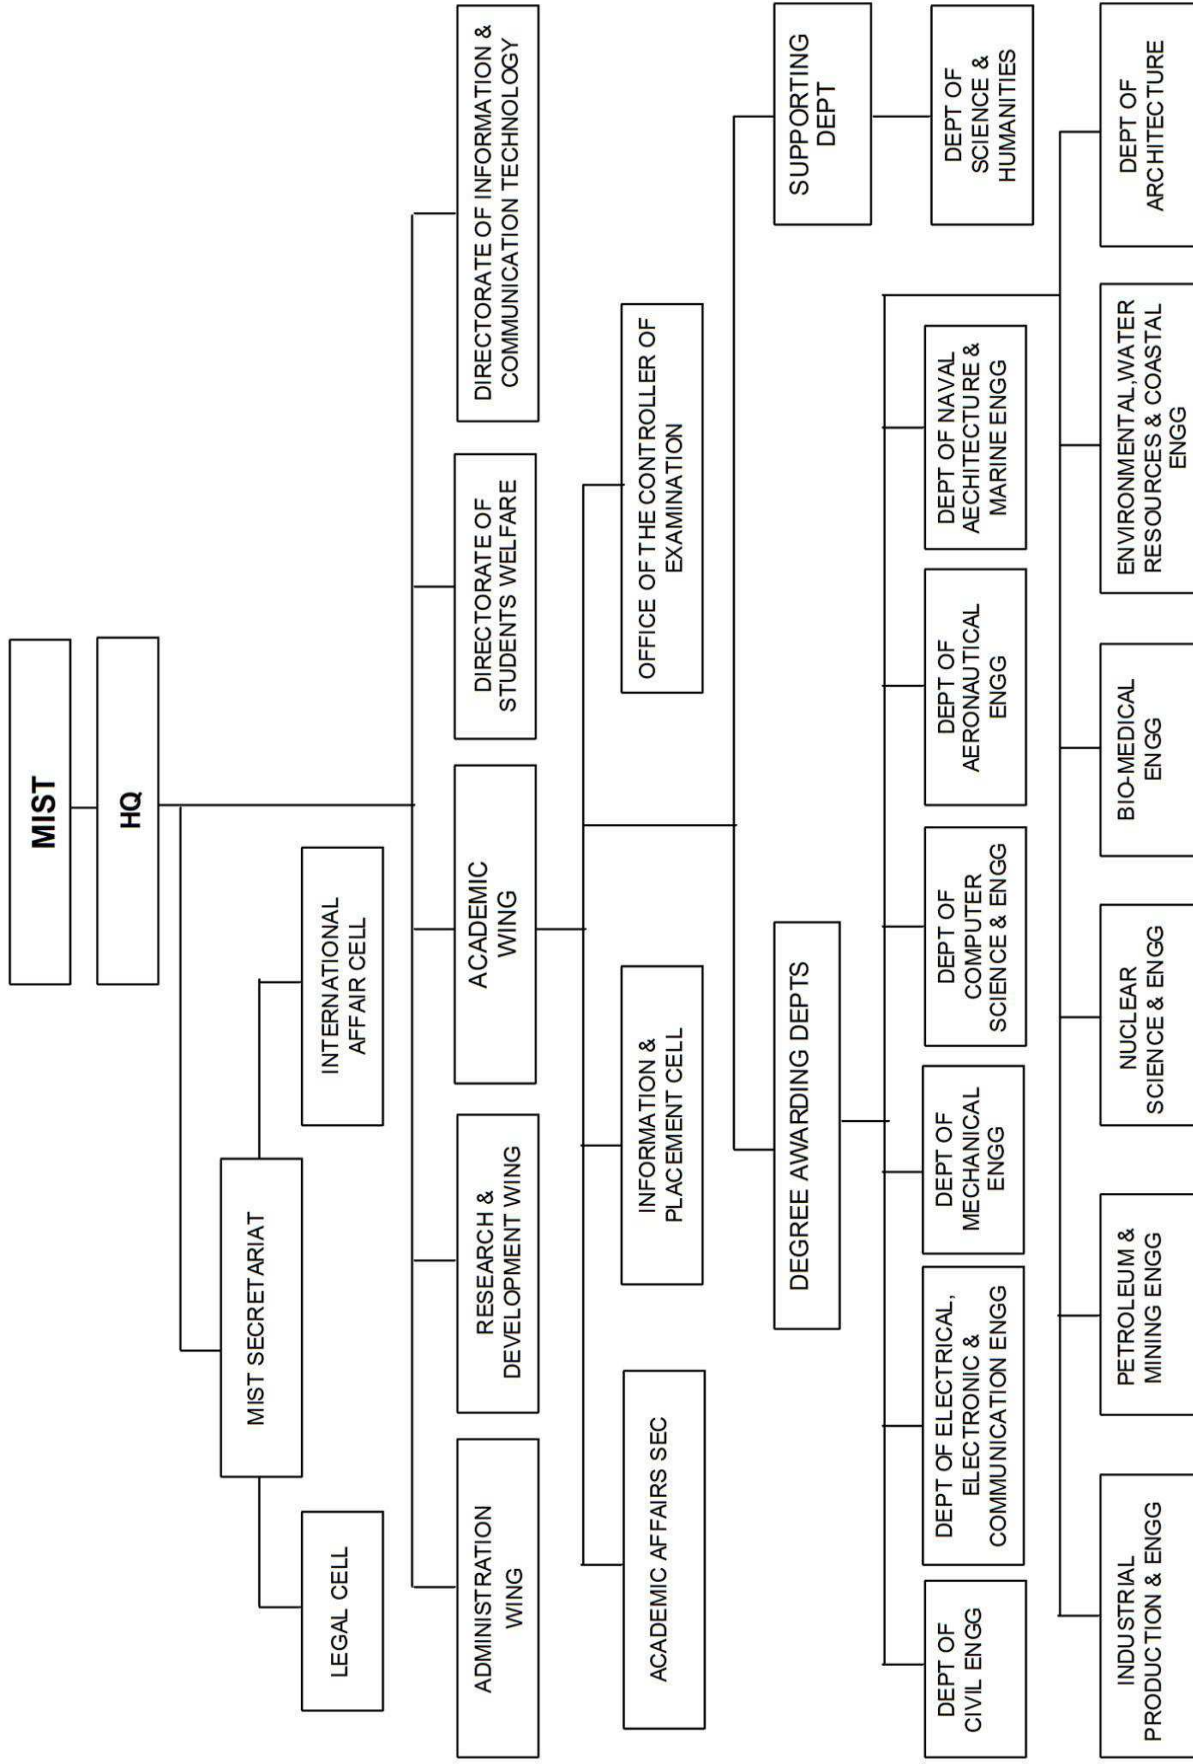 MIST
HQ
MIST SECRETARIAT
LEGAL CELL
INTERNATIONAL
AFFAIR CELL
ADMINISTRATION
WING
RESEARCH &
DEVELOPMENT WING
ACADEMIC
WING
DIRECTORATE OF
STUDENTS WELFARE
DIRECTORATE OF INFORMATION &
COMMUNICATION TECHNOLOGY
ACADEMIC AFFAIRS SEC
INFORMATION &
PLACEMENT CELL
OFFICE OF THE CONTROLLER OF
EXAMINATION
DEGREE AWARDING DEPTS
SUPPORTING
DEPT
DEPT OF
CIVIL ENGG
DEPT OF ELECTRICAL,
ELECTRONIC &
COMMUNICATION ENGG
DEPT OF
MECHANICAL
ENGG
DEPT OF
COMPUTER
SCIENCE & ENGG
DEPT OF
AERONAUTICAL
ENGG
DEPT OF NAVAL
AECHITECTURE &
MARINE ENGG
DEPT OF
SCIENCE &
HUMANITIES
INDUSTRIAL
PRODUCTION & ENGG
PETROLEUM &
MINING ENGG
NUCLEAR
SCIENCE & ENGG
BIO-MEDICAL
ENGG
ENVIRONMENTAL,WATER
RESOURCES & COASTAL
ENGG
DEPT OF
ARCHITECTURE